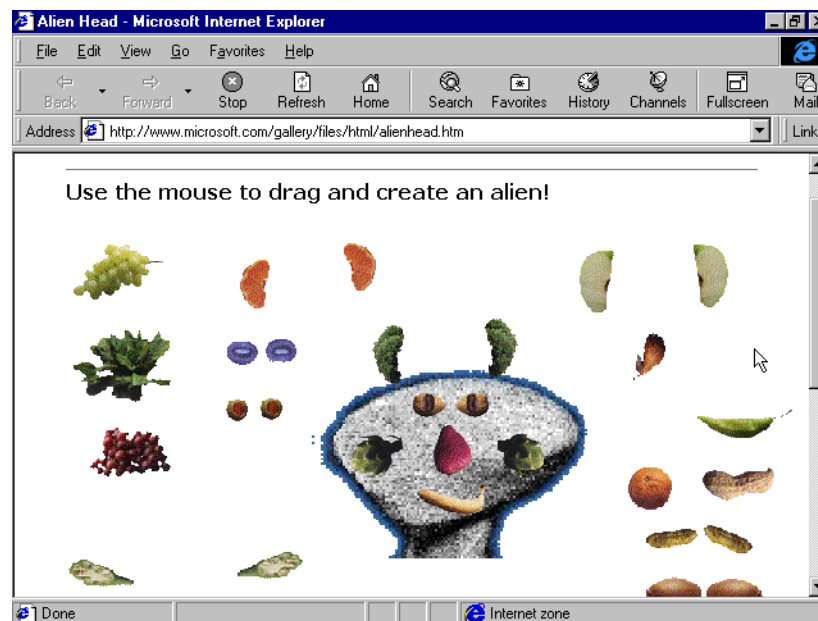 Alien Head - Microsoft Internet Explorer
File Edit View Go Favorites Help
Back Forward Stop Refresh Home Search Favorites History Channels Fullscreen Mail
Address http://www.microsoft.com/gallery/files/html/alienhead.htm Link
Use the mouse to drag and create an alien!
Done Internet zone